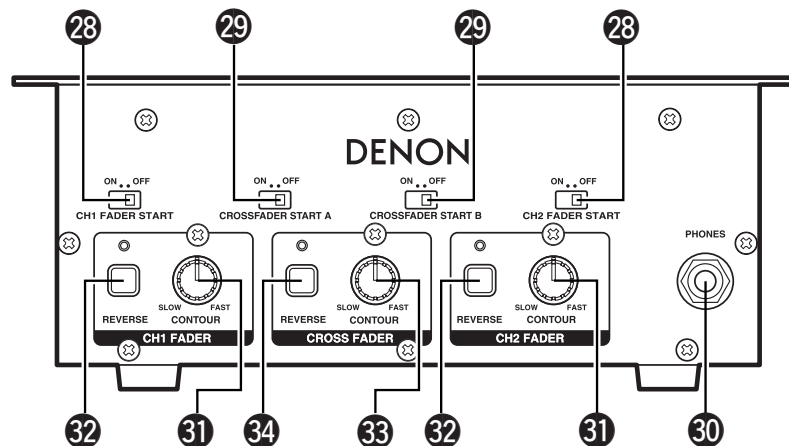 28 29 29 28
DENON
ON OFF ON OFF ON OFF ON OFF
CH1 FADER START CROSSFADER START A CROSSFADER START B CH2 FADER START
PHONES
SLOW FAST SLOW FAST SLOW FAST
REVERSE CONTOUR REVERSE CONTOUR REVERSE CONTOUR
CH1 FADER CROSS FADER CH2 FADER
32 31 34 33 32 31 30